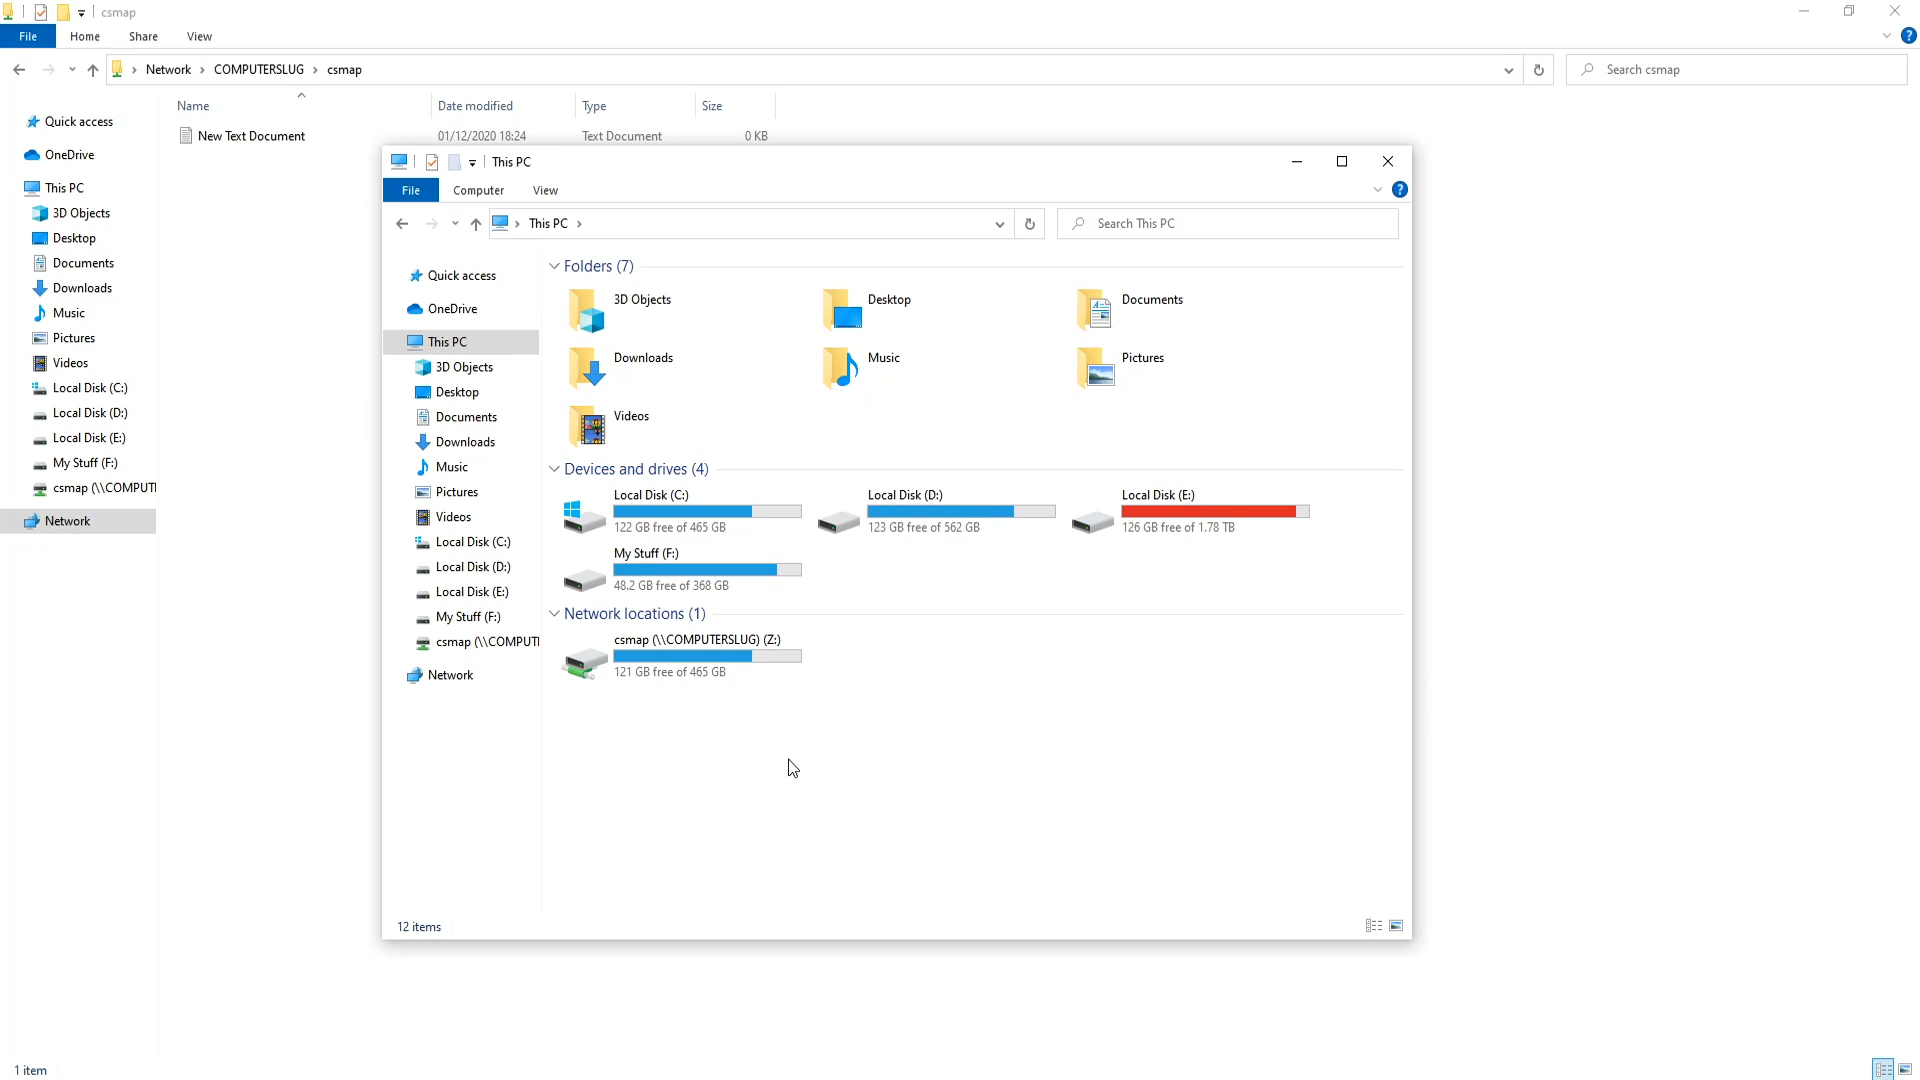 csmap
File Home Share View
Network › COMPUTERSLUG › csmap
Search csmap
Name Date modified Type Size
New Text Document 01/12/2020 18:24 Text Document 0 KB
Quick access
OneDrive
This PC
3D Objects
Desktop
Documents
Downloads
Music
Pictures
Videos
Local Disk (C:)
Local Disk (D:)
Local Disk (E:)
My Stuff (F:)
csmap (\\COMPUTI
Network
1 item
This PC
File Computer View
?
This PC ›
Search This PC
Quick access
OneDrive
This PC
3D Objects
Desktop
Documents
Downloads
Music
Pictures
Videos
Local Disk (C:)
Local Disk (D:)
Local Disk (E:)
My Stuff (F:)
csmap (\\COMPUTI
Network
Folders (7)
3D Objects
Desktop
Documents
Downloads
Music
Pictures
Videos
Devices and drives (4)
Local Disk (C:)
122 GB free of 465 GB
Local Disk (D:)
123 GB free of 562 GB
Local Disk (E:)
126 GB free of 1.78 TB
My Stuff (F:)
48.2 GB free of 368 GB
Network locations (1)
csmap (\\COMPUTERSLUG) (Z:)
121 GB free of 465 GB
12 items
?